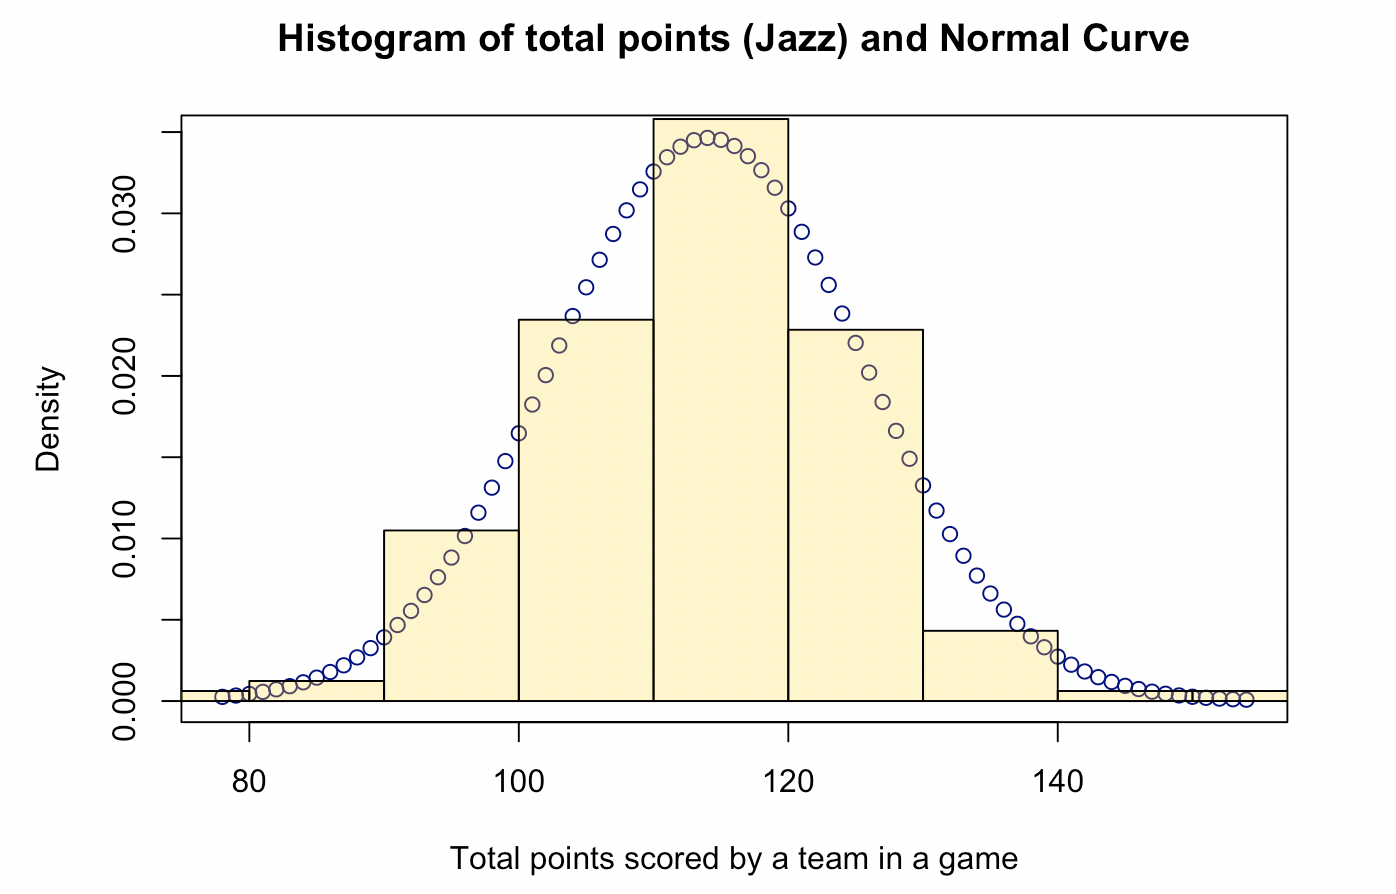 Histogram of total points (Jazz) and Normal Curve
Density
0.030
0.020
0.010
0.000
80 100 120 140
Total points scored by a team in a game